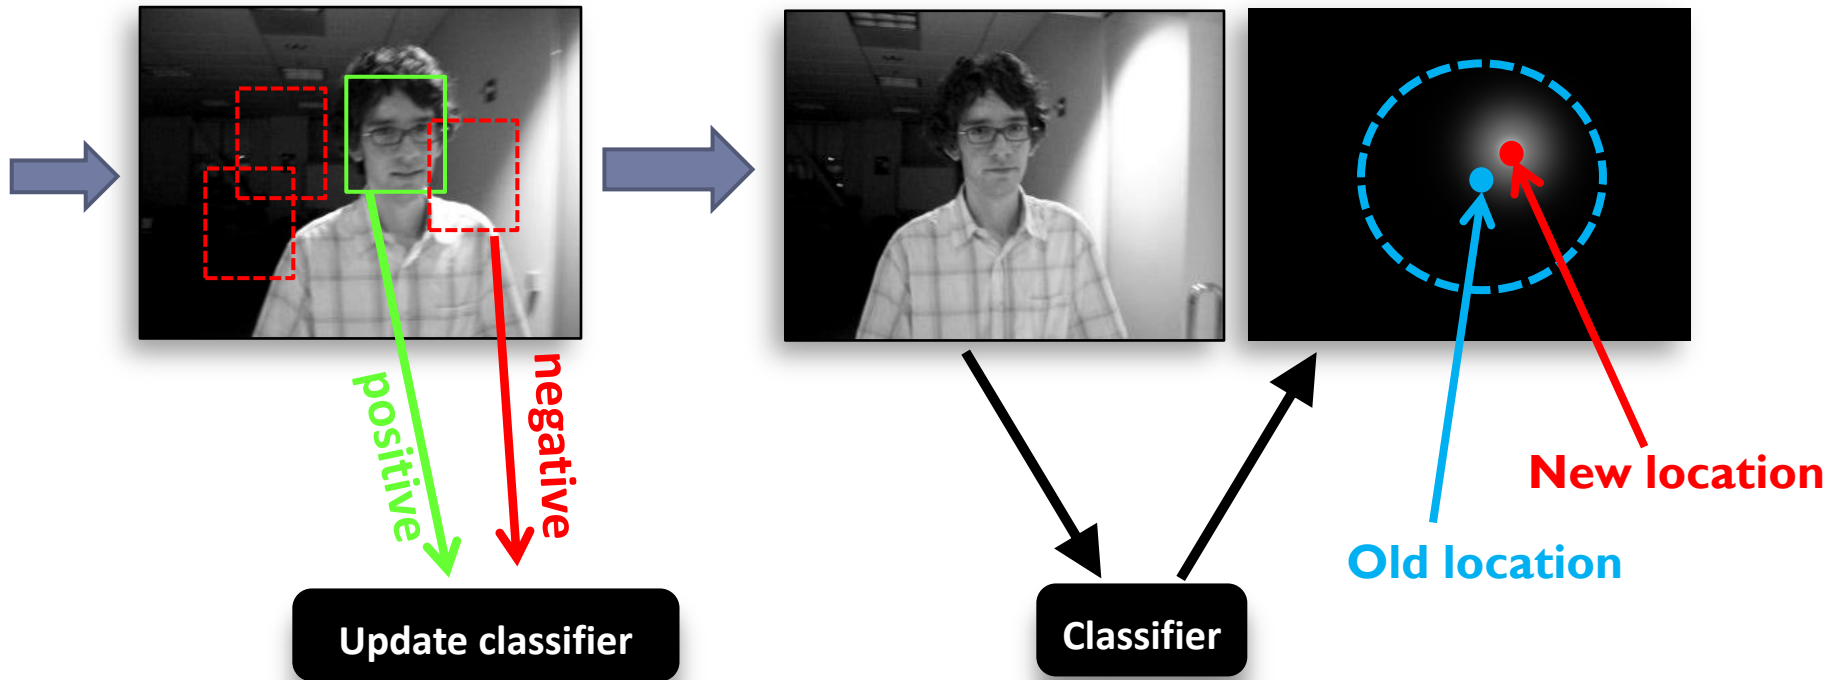 positive
negative
Update classifier
Classifier
New location
Old location